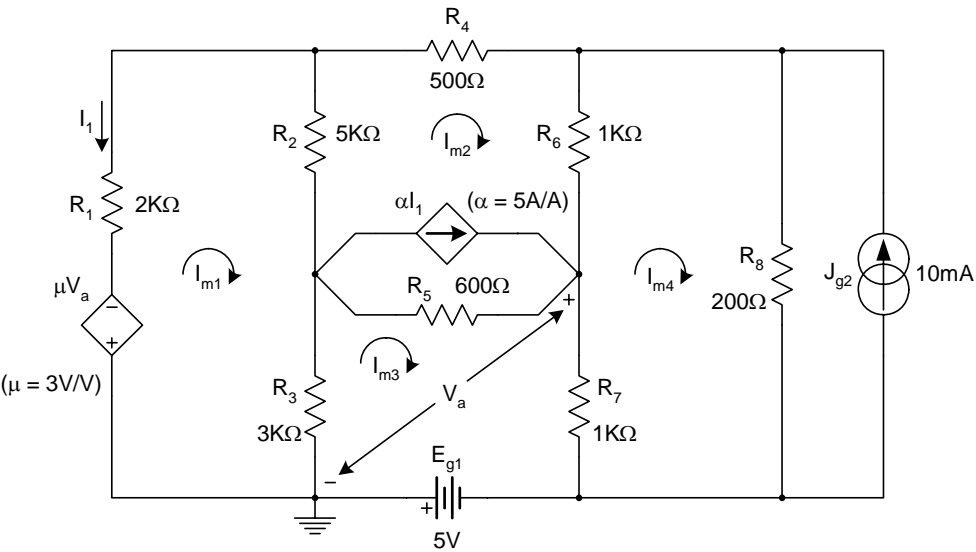 R4
500Ω
I1
R2 5KΩ
Im2
R6 1KΩ
R1 2KΩ
αI1 (α = 5A/A)
Im1
R5 600Ω
Im4
R8
200Ω
Jg2 10mA
μVa
− +
+
(μ = 3V/V)
Im3
R3
3KΩ
Va
R7
1KΩ
−
Eg1
+
5V